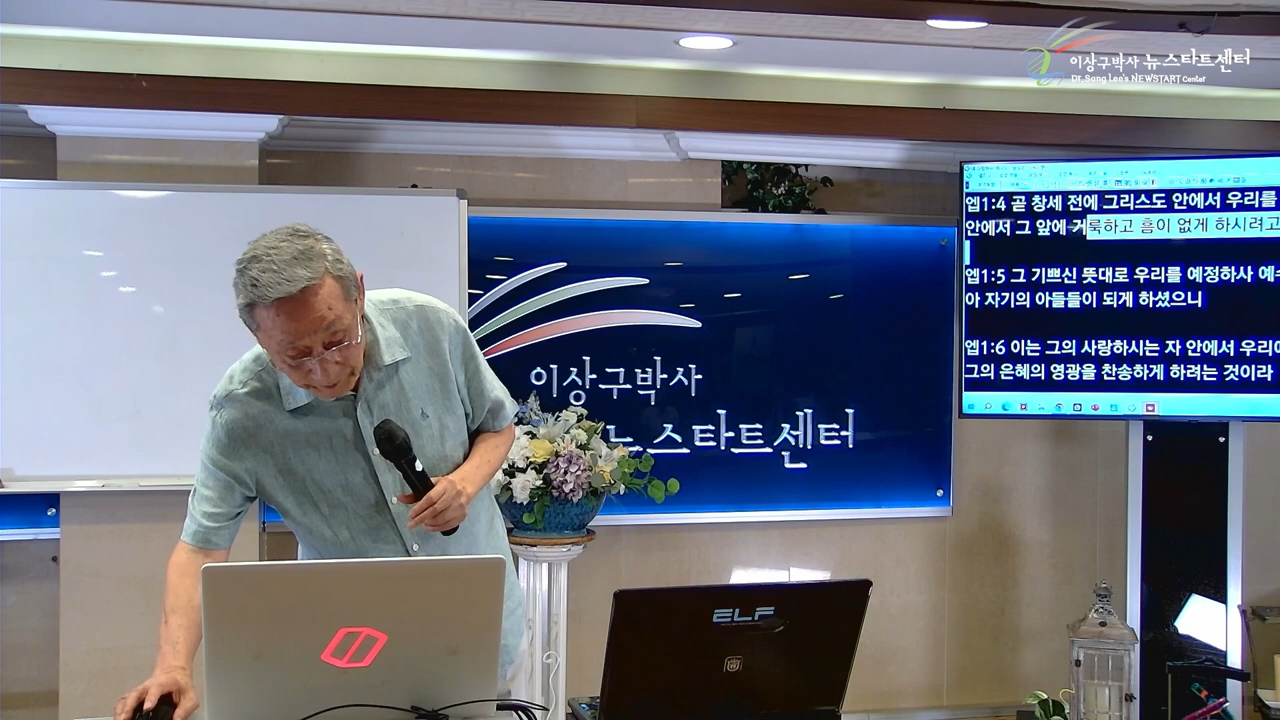 이상구박사 뉴스타트센터
Dr. Sang Lee's NEWSTART Center
엡1:4 곧 창세 전에 그리스도 안에서 우리를
안에서 그 앞에 거룩하고 흠이 없게 하시려고
엡1:5 그 기쁘신 뜻대로 우리를 예정하사 예수
아 자기의 아들들이 되게 하셨으니
엡1:6 이는 그의 사랑하시는 자 안에서 우리에
그의 은혜의 영광을 찬송하게 하려는 것이라
이상구박사
뉴스타트센터
ELF